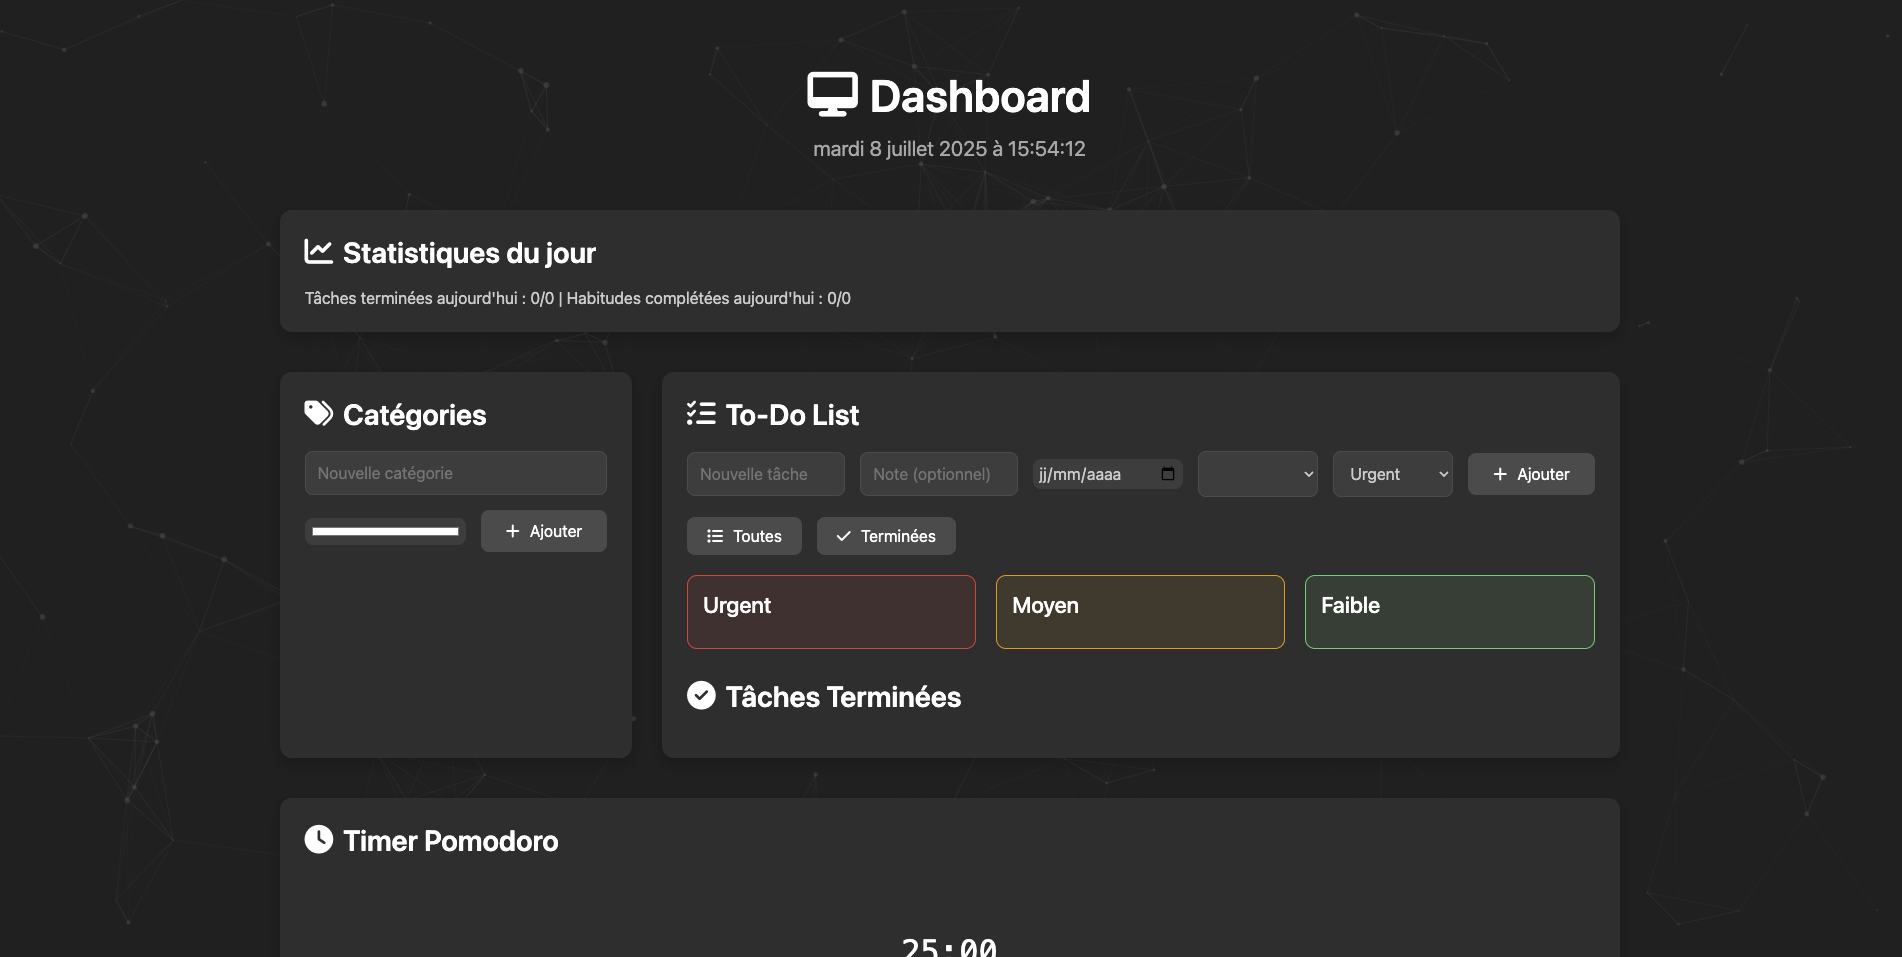 Dashboard
mardi 8 juillet 2025 à 15:54:12
Statistiques du jour
Tâches terminées aujourd'hui : 0/0 | Habitudes complétées aujourd'hui : 0/0
Catégories
Nouvelle catégorie
Ajouter
To-Do List
Nouvelle tâche
Note (optionnel)
jj/mm/aaaa
Urgent
Ajouter
Toutes
Terminées
Urgent
Moyen
Faible
Tâches Terminées
Timer Pomodoro
25:00